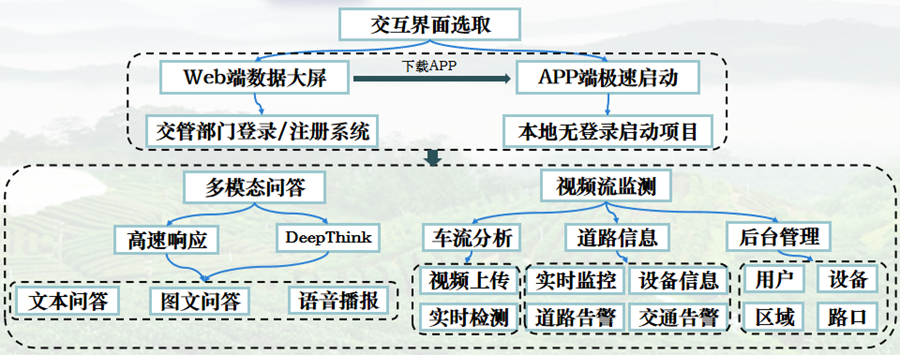 交互界面选取
Web端数据大屏
下载APP
APP端极速启动
交管部门登录/注册系统
本地无登录启动项目
多模态问答
视频流监测
高速响应
DeepThink
车流分析
道路信息
后台管理
文本问答
图文问答
语音播报
视频上传
实时检测
实时监控
设备信息
道路告警
交通告警
用户
设备
区域
路口